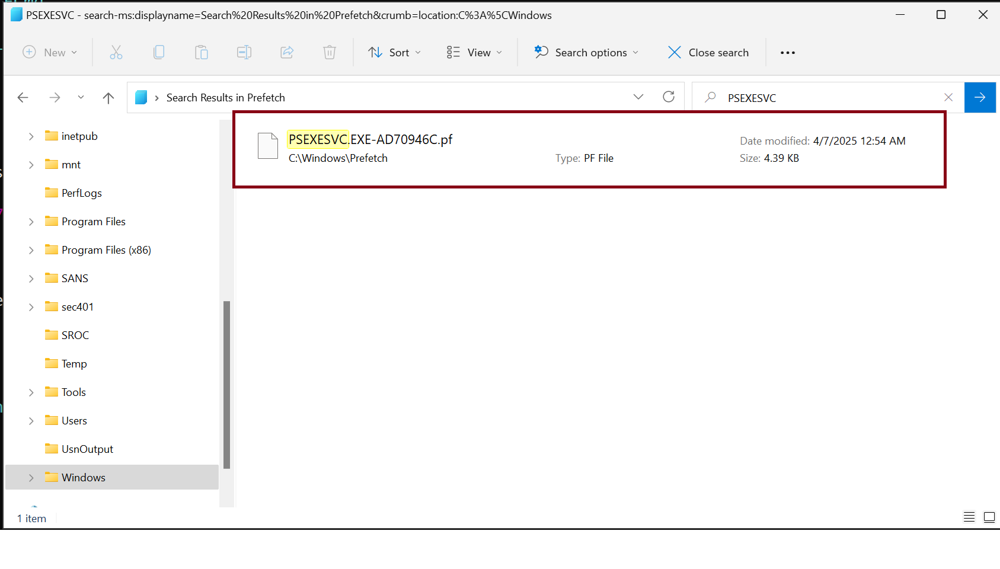 PSEXESVC - search-ms:displayname=Search%20Results%20in%20Prefetch&crumb=location:C%3A%5CWindows
New
Sort
View
Search options
Close search
Search Results in Prefetch
PSEXESVC
inetpub
mnt
PerfLogs
Program Files
Program Files (x86)
SANS
sec401
SROC
Temp
Tools
Users
UsnOutput
Windows
PSEXESVC.EXE-AD70946C.pf
C:\Windows\Prefetch
Type: PF File
Date modified: 4/7/2025 12:54 AM
Size: 4.39 KB
1 item